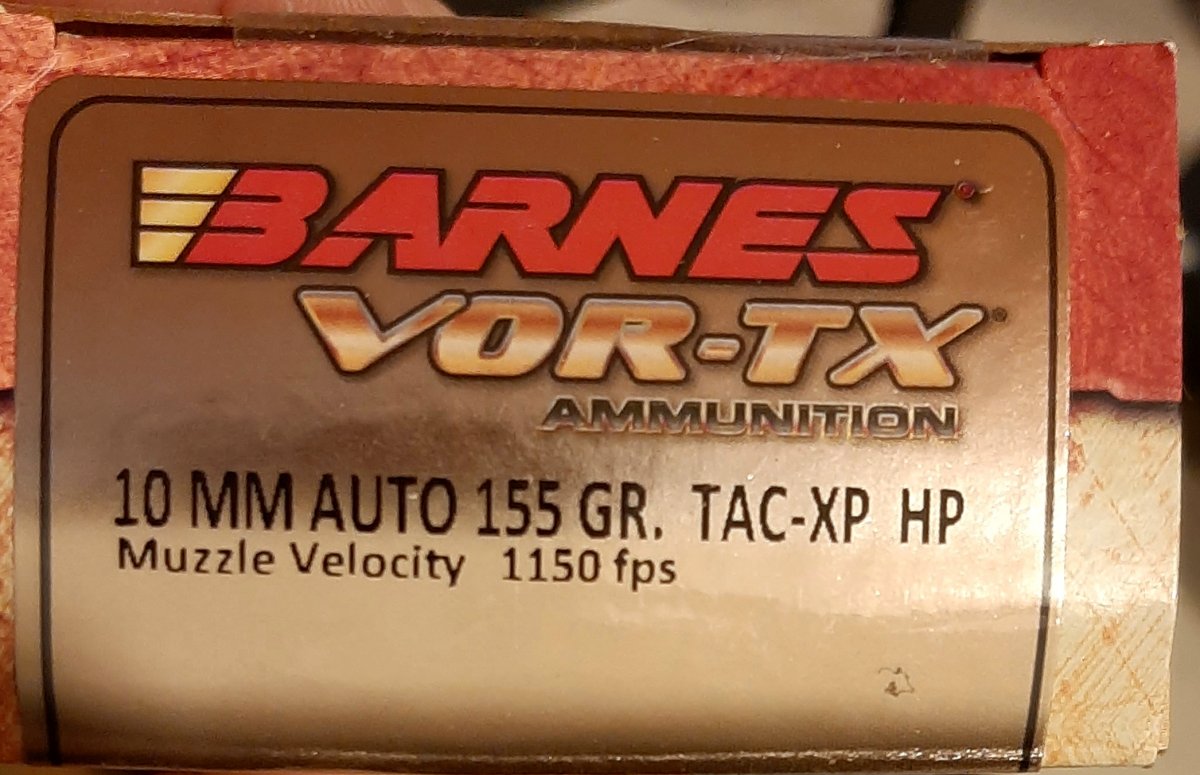 BARNES®
VOR-TX®
AMMUNITION
10 MM AUTO 155 GR. TAC-XP HP
Muzzle Velocity 1150 fps